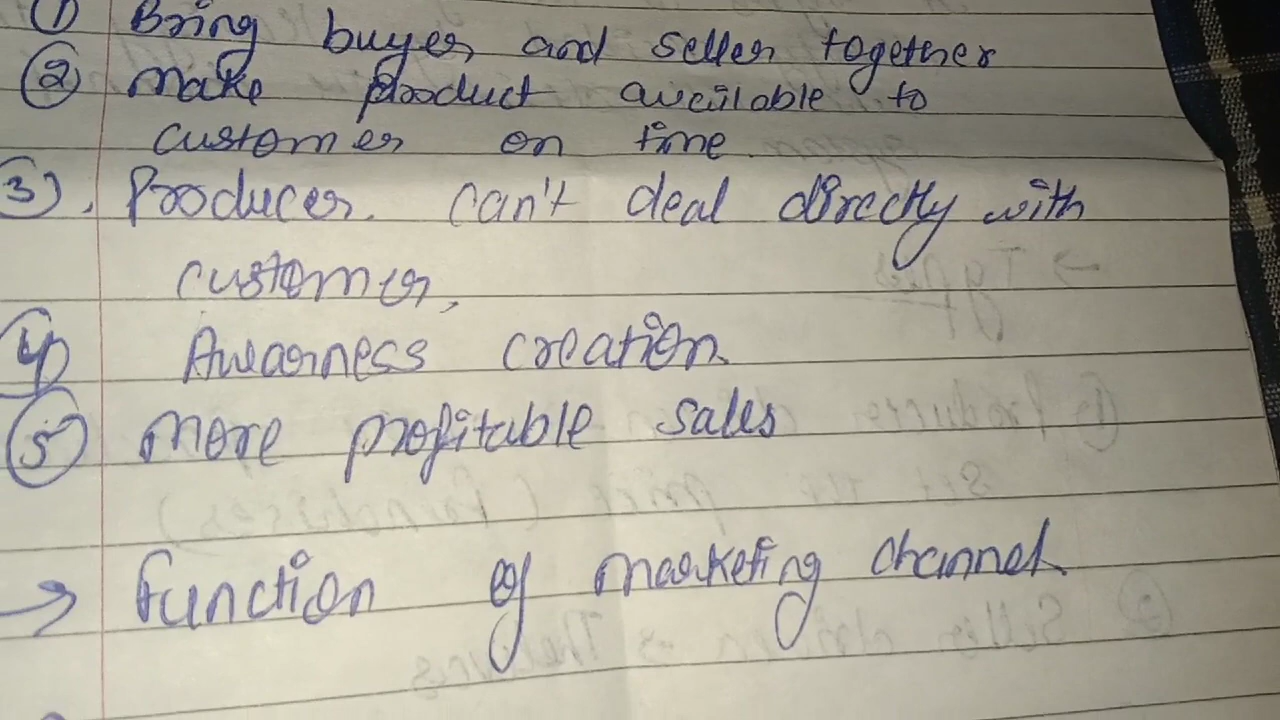 ① Bring buyer and seller together
② Make product available to
customer on time
3). Producer can't deal directly with
customer,
4) Awarness creation.
⑤ More profitable sales
→ Function of marketing channel.